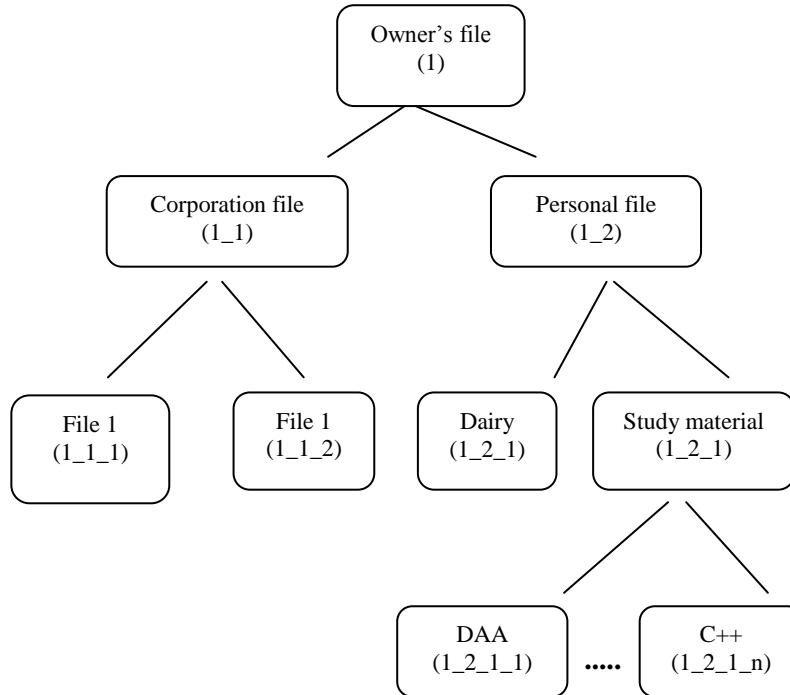 Owner’s file
(1)
Corporation file
(1_1)
Personal file
(1_2)
File 1
(1_1_1)
File 1
(1_1_2)
Dairy
(1_2_1)
Study material
(1_2_1)
DAA
(1_2_1_1)
.....
C++
(1_2_1_n)